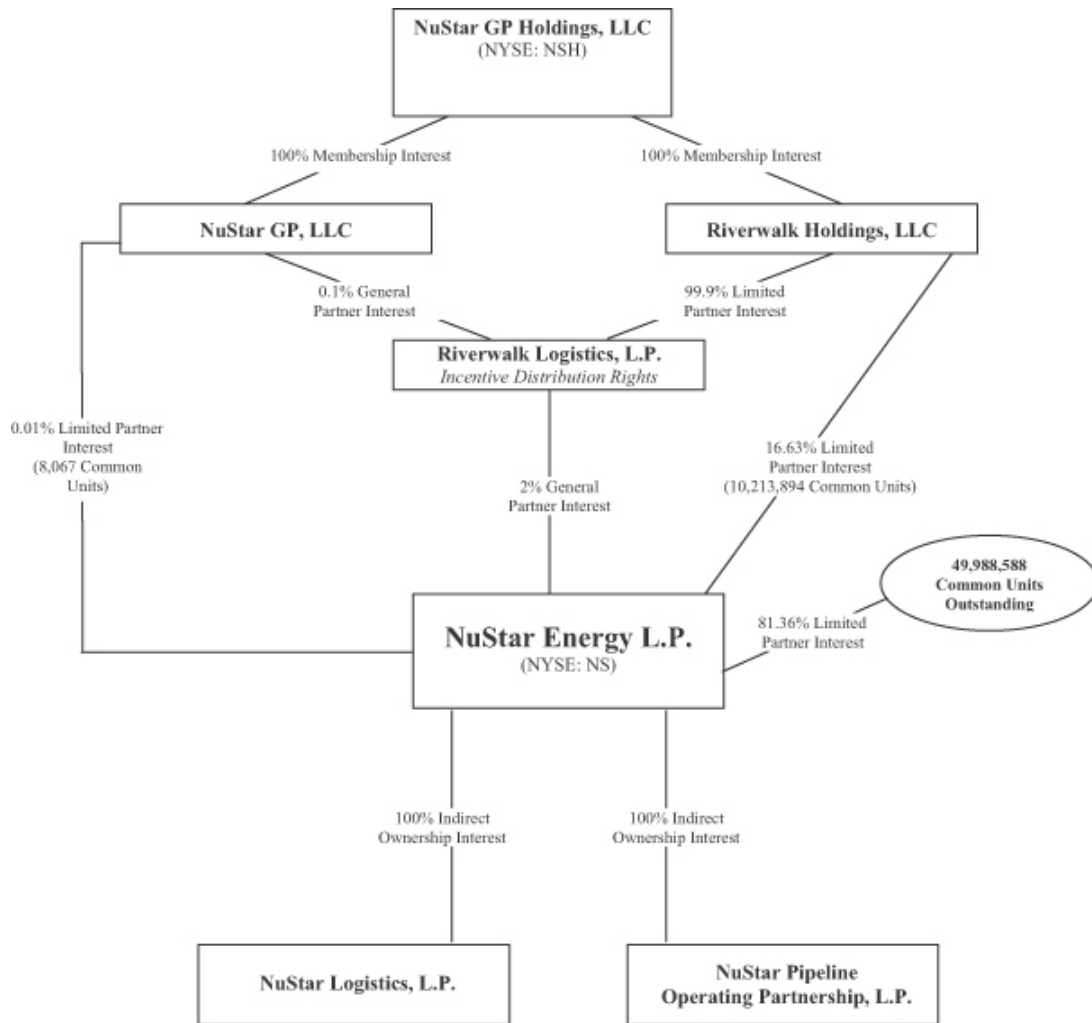 NuStar GP Holdings, LLC
(NYSE: NSH)
100% Membership Interest
100% Membership Interest
NuStar GP, LLC
Riverwalk Holdings, LLC
0.1% General
Partner Interest
99.9% Limited
Partner Interest
Riverwalk Logistics, L.P.
Incentive Distribution Rights
0.01% Limited Partner
Interest
(8,067 Common
Units)
16.63% Limited
Partner Interest
(10,213,894 Common Units)
2% General
Partner Interest
49,988,588
Common Units
Outstanding
81.36% Limited
Partner Interest
NuStar Energy L.P.
(NYSE: NS)
100% Indirect
Ownership Interest
100% Indirect
Ownership Interest
NuStar Logistics, L.P.
NuStar Pipeline
Operating Partnership, L.P.